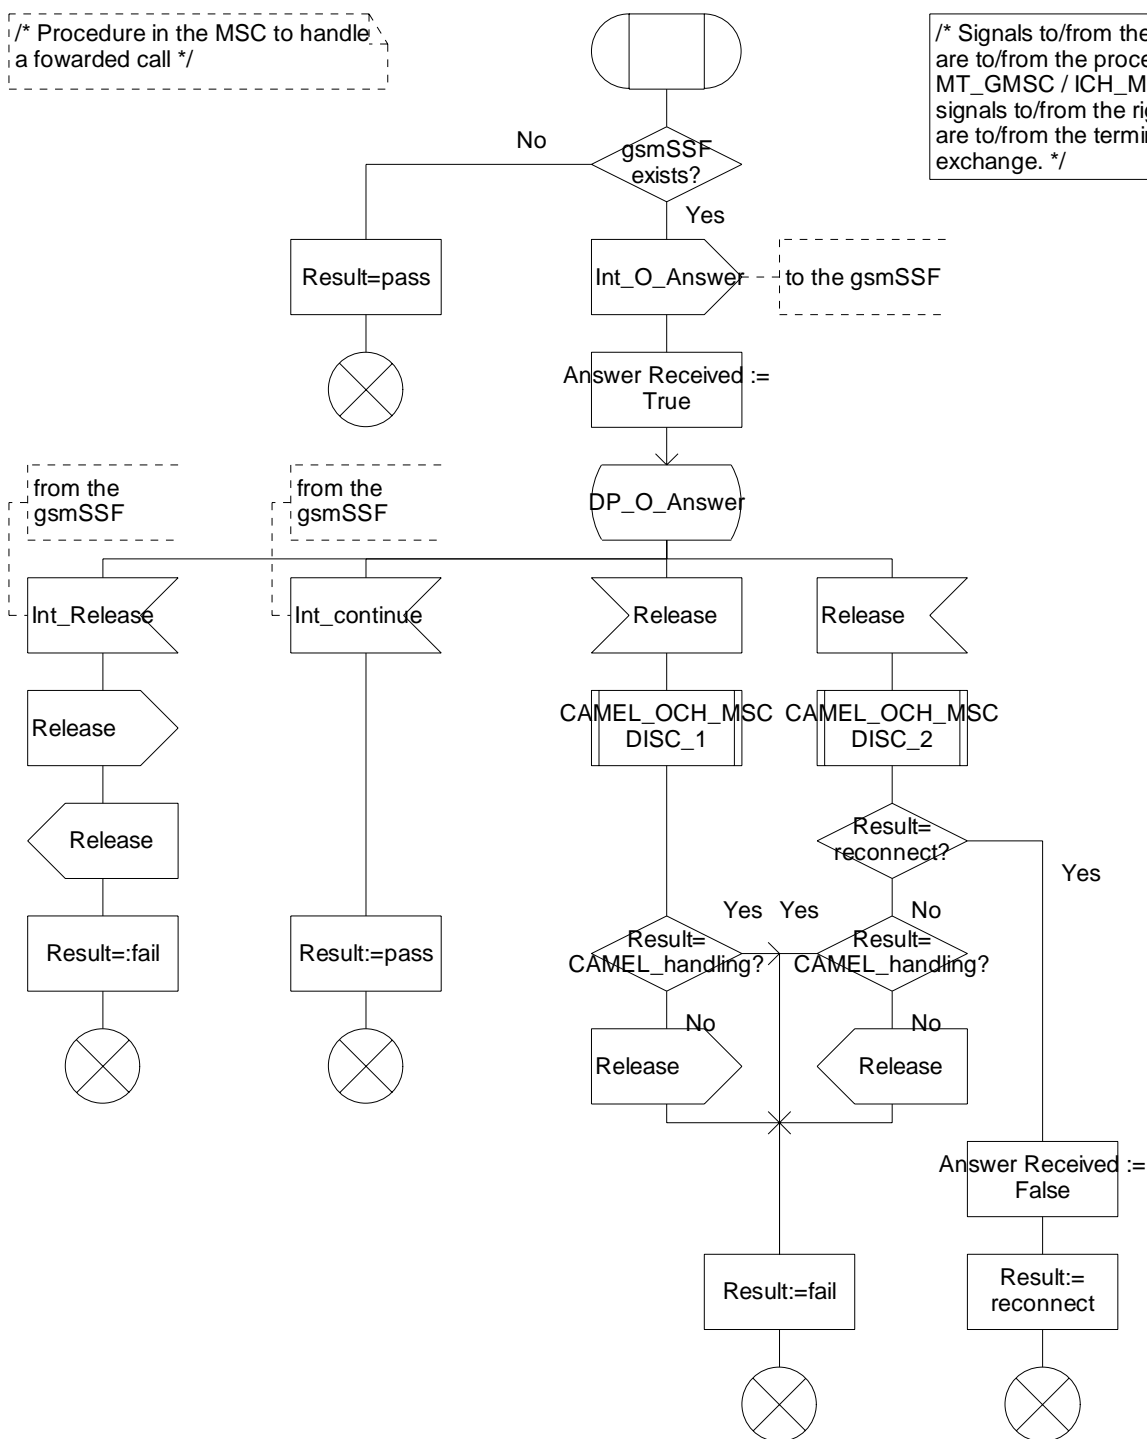 /* Procedure in the MSC to handle
a fowarded call */
/* Signals to/from the
are to/from the
MT_GMSC /
signals to/from the
are to/from the
exchange. */
gsmSSF
exists?
No
Yes
Result=pass
Int_O_Answer
to the gsmSSF
Answer Received :=
True
from the
gsmSSF
from the
gsmSSF
DP_O_Answer
Int_Release
Int_continue
Release
Release
Release
CAMEL_OCH_MSC
DISC_1
CAMEL_OCH_MSC
DISC_2
Release
Result=
reconnect?
Yes
Yes
Yes
No
Result=:fail
Result:=pass
Result=
CAMEL_handling?
Result=
CAMEL_handling?
No
No
Release
Release
Answer Received :=
False
Result:=fail
Result:=
reconnect